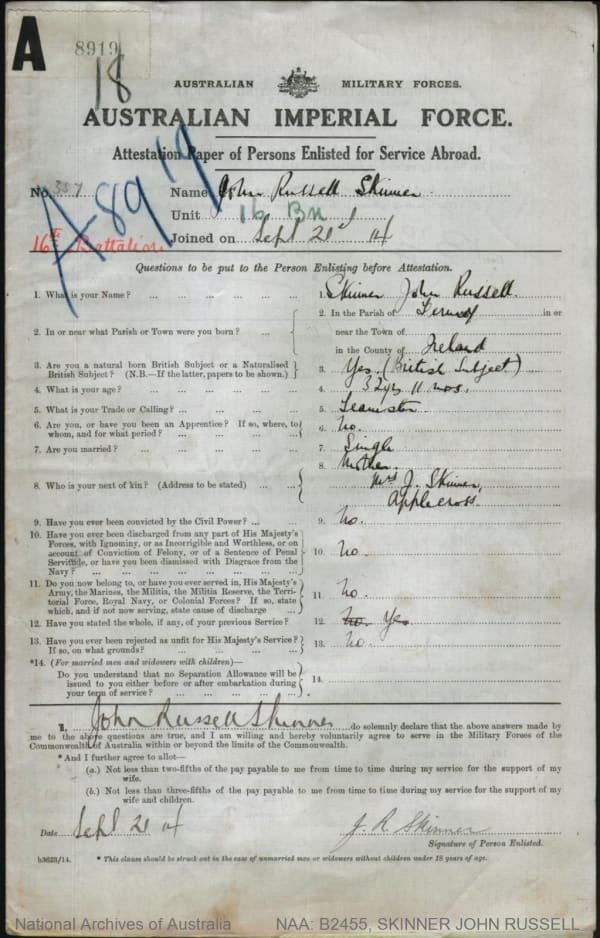 A
8919
18
AUSTRALIAN MILITARY FORCES.
AUSTRALIAN IMPERIAL FORCE.
Attestation Paper of Persons Enlisted for Service Abroad.
A8919
No. 357 Name John Russell Skinner
Unit 16 Bn
16th Battalion Joined on Sept 21st 14
Questions to be put to the Person Enlisting before Attestation.
1. What is your Name? ... ... ... ... ... 1. Skinner John Russell
2. In or near what Parish or Town were you born? ... 2. In the Parish of in or
near the Town of
in the County of Ireland
3. Are you a natural born British Subject or a Naturalised
British Subject? (N.B.—If the latter, papers to be shown.) 3. Yes. (British Subject)
4. What is your age? ... ... ... ... ... 4. 32 yrs 11 mos.
5. What is your Trade or Calling? ... ... ... ... 5. Teamster
6. Are you, or have you been an Apprentice? If so, where, to
whom, and for what period? ... ... ... ... 6. No.
7. Are you married? ... ... ... ... ... 7. Single
8. Who is your next of kin? (Address to be stated) ... ... 8. Mother.
Mrs J. Skinner,
Applecross.
9. Have you ever been convicted by the Civil Power? ... 9. No.
10. Have you ever been discharged from any part of His Majesty's
Forces, with Ignominy, or as Incorrigible and Worthless, or on
account of Conviction of Felony, or of a Sentence of Penal
Servitude, or have you been dismissed with Disgrace from the
Navy? ... ... ... ... ... ... 10. No.
11. Do you now belong to, or have you ever served in, His Majesty's
Army, the Marines, the Militia, the Militia Reserve, the Terri-
torial Force, Royal Navy, or Colonial Forces? If so, state
which, and if not now serving, state cause of discharge ... 11. No.
12. Have you stated the whole, if any, of your previous Service? 12. No. Yes
13. Have you ever been rejected as unfit for His Majesty's Service?
If so, on what grounds? ... ... ... ... 13. No.
*14. (For married men and widowers with children)—
Do you understand that no Separation Allowance will be
issued to you either before or after embarkation during
your term of service? ... ... ... ... 14.
I, John Russell Skinner do solemnly declare that the above answers made by
me to the above questions are true, and I am willing and hereby voluntarily agree to serve in the Military Forces of the
Commonwealth of Australia within or beyond the limits of the Commonwealth.
*And I further agree to allot—
(a.) Not less than two-fifths of the pay payable to me from time to time during my service for the support of my
wife.
(b.) Not less than three-fifths of the pay payable to me from time to time during my service for the support of my
wife and children.
Date Sept 21 14 J. R. Skinner
Signature of Person Enlisted.
b3623/14. * This clause should be struck out in the case of unmarried men or widowers without children under 18 years of age.
National Archives of Australia NAA: B2455, SKINNER JOHN RUSSELL